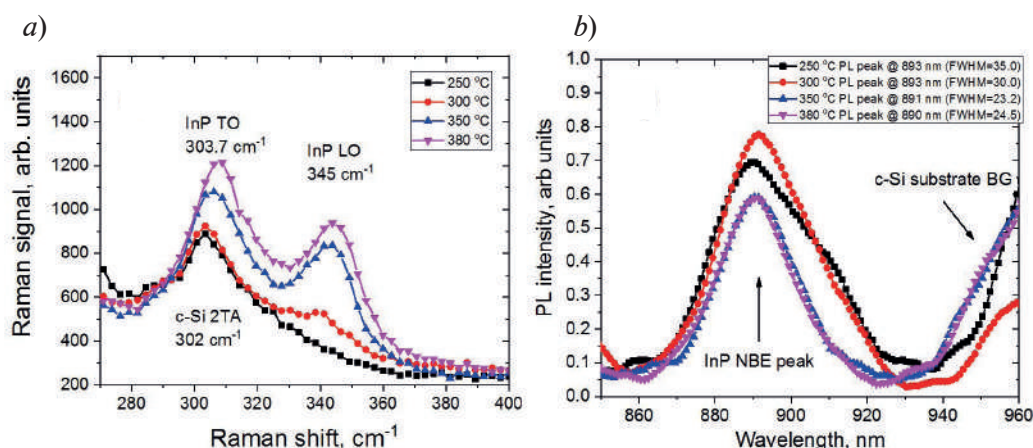 a)
Raman signal, arb. units
1600
1400
1200
1000
800
600
400
200
280
300
320
340
360
380
400
Raman shift, cm⁻¹
250 °C
300 °C
350 °C
380 °C
InP TO
303.7 cm⁻¹
InP LO
345 cm⁻¹
c-Si 2TA
302 cm⁻¹
b)
PL intensity, arb units
1.0
0.9
0.8
0.7
0.6
0.5
0.4
0.3
0.2
0.1
0.0
860
880
900
920
940
960
Wavelength, nm
250 °C PL peak @ 893 nm (FWHM=35.0)
300 °C PL peak @ 893 nm (FWHM=30.0)
350 °C PL peak @ 891 nm (FWHM=23.2)
380 °C PL peak @ 890 nm (FWHM=24.5)
c-Si substrate BG
InP NBE peak